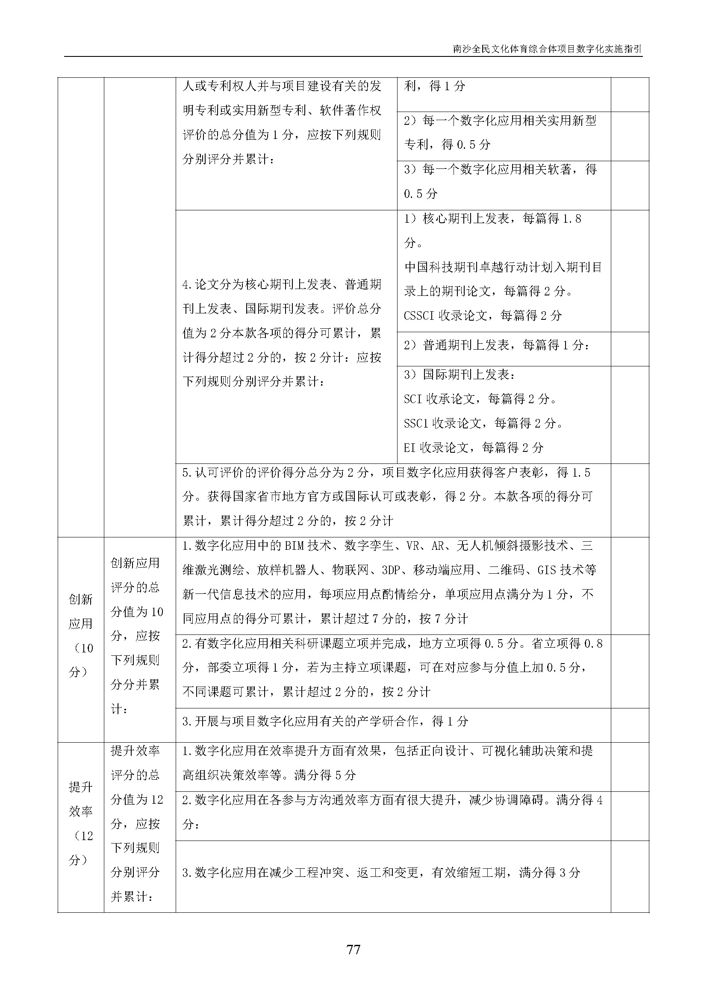 南沙全民文化体育综合体项目数字化实施指引
人或专利权人并与项目建设有关的发
明专利或实用新型专利、软件著作权
评价的总分值为1分，应按下列规则
分别评分并累计：
利，得1分
2）每一个数字化应用相关实用新型
专利，得0.5分
3）每一个数字化应用相关软著，得
0.5分
4.论文分为核心期刊上发表、普通期
刊上发表、国际期刊发表。评价总分
值为2分本款各项的得分可累计，累
计得分超过2分的，按2分计：应按
下列规则分别评分并累计：
1）核心期刊上发表，每篇得1.8
分。
中国科技期刊卓越行动计划入期刊目
录上的期刊论文，每篇得2分。
CSSCI收录论文，每篇得2分
2）普通期刊上发表，每篇得1分：
3）国际期刊上发表：
SCI收承论文，每篇得2分。
SSC1收录论文，每篇得2分。
EI收录论文，每篇得2分
5.认可评价的评价得分总分为2分，项目数字化应用获得客户表彰，得1.5
分。获得国家省市地方官方或国际认可或表彰，得2分。本款各项的得分可
累计，累计得分超过2分的，按2分计
创新
应用
（10
分）
创新应用
评分的总
分值为10
分，应按
下列规则
分分并累
计：
1.数字化应用中的BIM技术、数字孪生、VR、AR、无人机倾斜摄影技术、三
维激光测绘、放样机器人、物联网、3DP、移动端应用、二维码、GIS技术等
新一代信息技术的应用，每项应用点酌情给分，单项应用点满分为1分，不
同应用点的得分可累计，累计超过7分的，按7分计
2.有数字化应用相关科研课题立项并完成，地方立项得0.5分。省立项得0.8
分，部委立项得1分，若为主持立项课题，可在对应参与分值上加0.5分，
不同课题可累计，累计超过2分的，按2分计
3.开展与项目数字化应用有关的产学研合作，得1分
提升
效率
（12
分）
提升效率
评分的总
分值为12
分，应按
下列规则
分别评分
并累计：
1.数字化应用在效率提升方面有效果，包括正向设计、可视化辅助决策和提
高组织决策效率等。满分得5分
2.数字化应用在各参与方沟通效率方面有很大提升，减少协调障碍。满分得4
分：
3.数字化应用在减少工程冲突、返工和变更，有效缩短工期，满分得3分
77